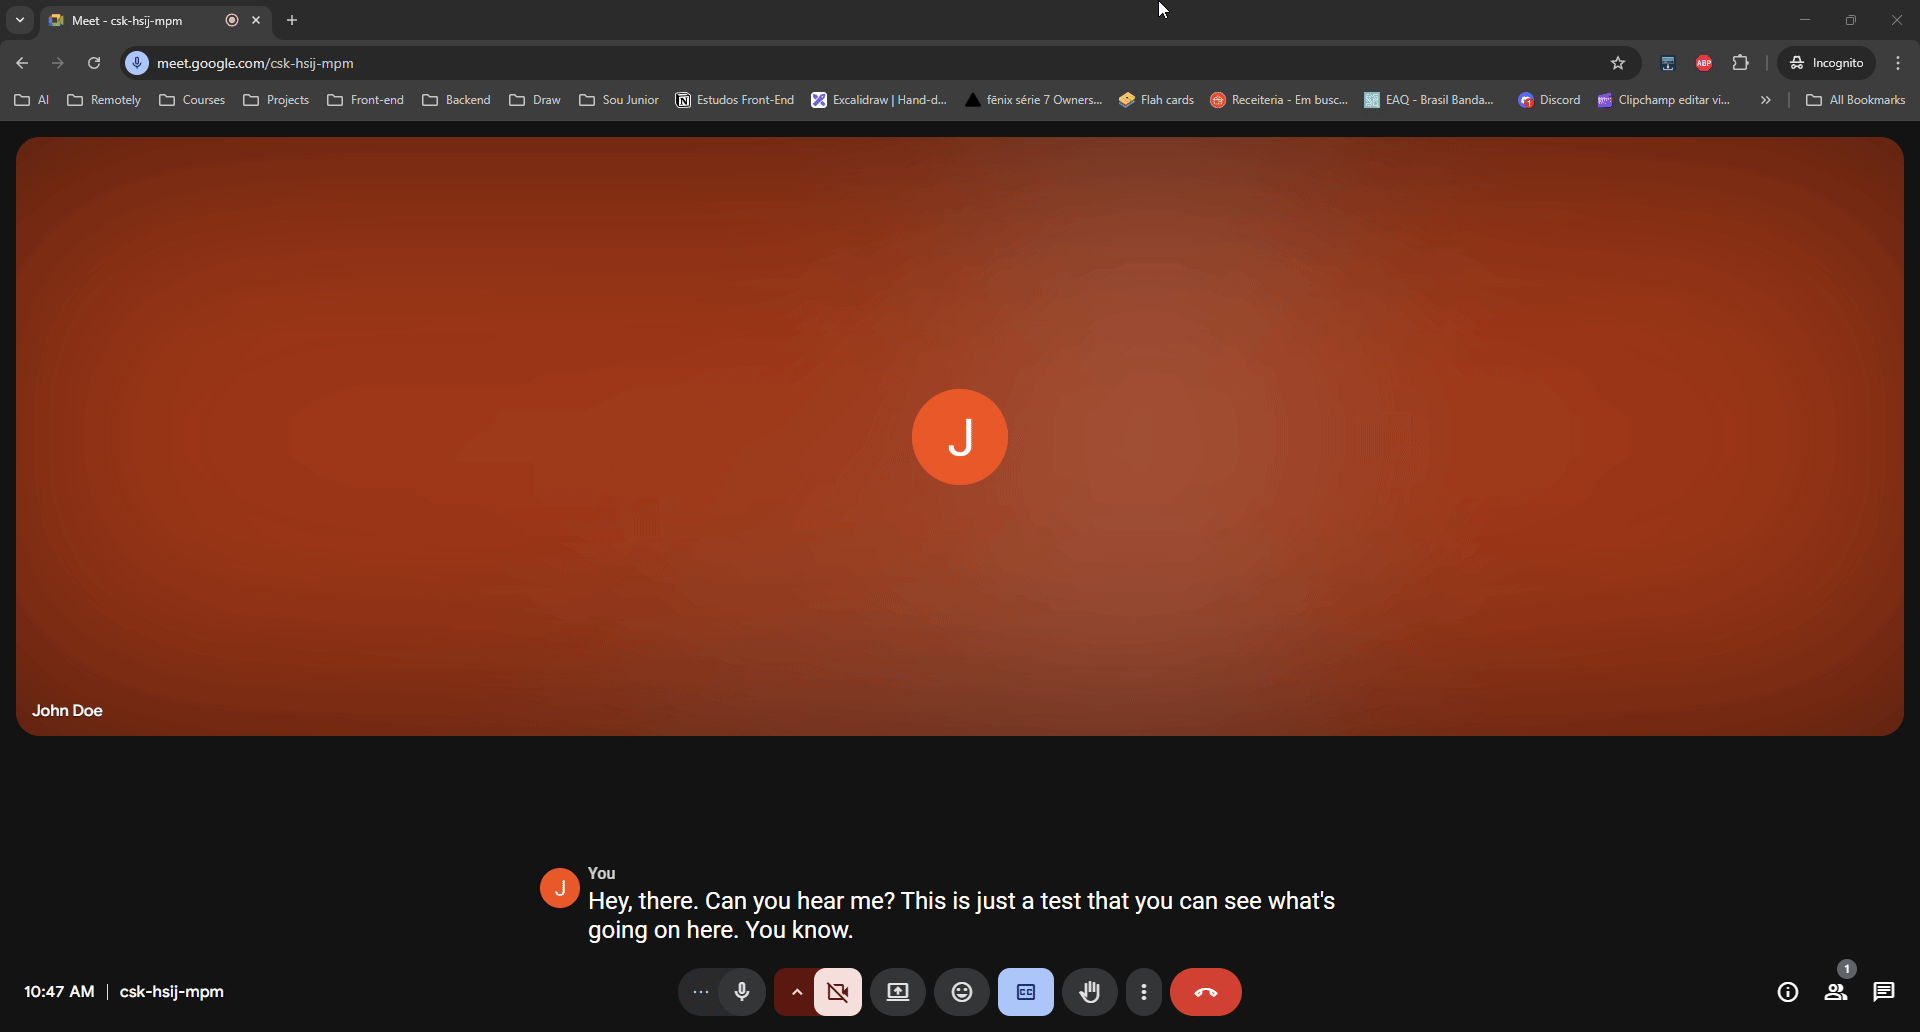 Meet - csk-hsij-mpm
meet.google.com/csk-hsij-mpm
ABP
Incognito
AI
Remotely
Courses
Projects
Front-end
Backend
Draw
Sou Junior
Estudos Front-End
Excalidraw | Hand-d...
fênix série 7 Owners...
Flah cards
Receiteria - Em busc...
EAQ - Brasil Banda...
Discord
Clipchamp editar vi...
All Bookmarks
J
John Doe
J
You
Hey, there. Can you hear me? This is just a test that you can see what's
going on here. You know.
10:47 AM | csk-hsij-mpm
CC
1